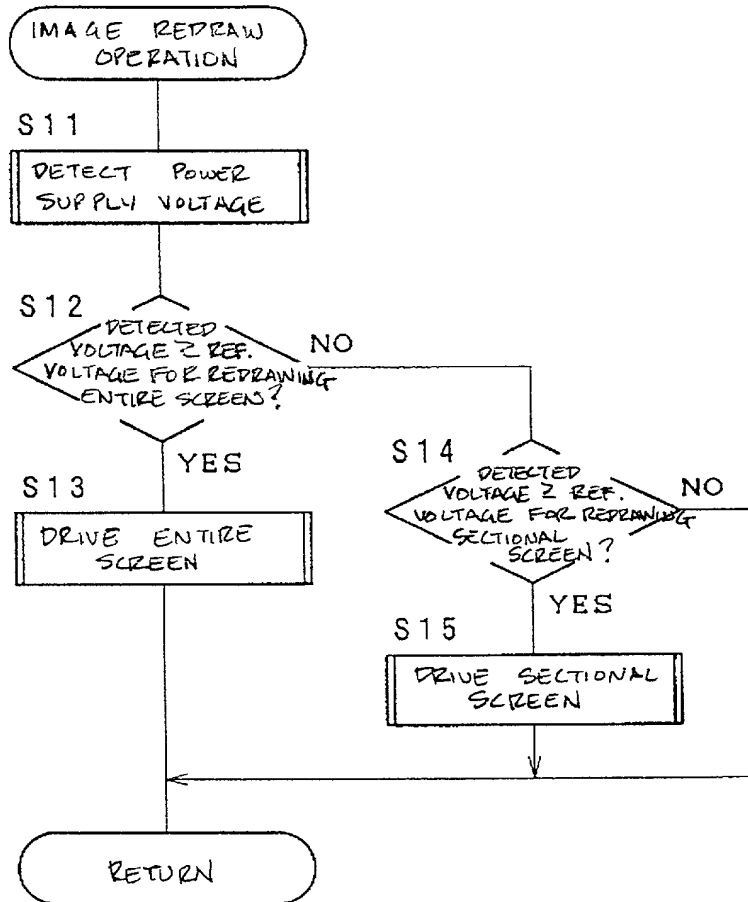 IMAGE REDRAW
OPERATION
S11
DETECT POWER
SUPPLY VOLTAGE
S12
DETECTED
VOLTAGE ≥ REF.
VOLTAGE FOR REDRAWING
ENTIRE SCREEN?
NO
YES
S13
DRIVE ENTIRE
SCREEN
S14
DETECTED
VOLTAGE ≥ REF.
VOLTAGE FOR REDRAWING
SECTIONAL
SCREEN?
NO
YES
S15
DRIVE SECTIONAL
SCREEN
RETURN